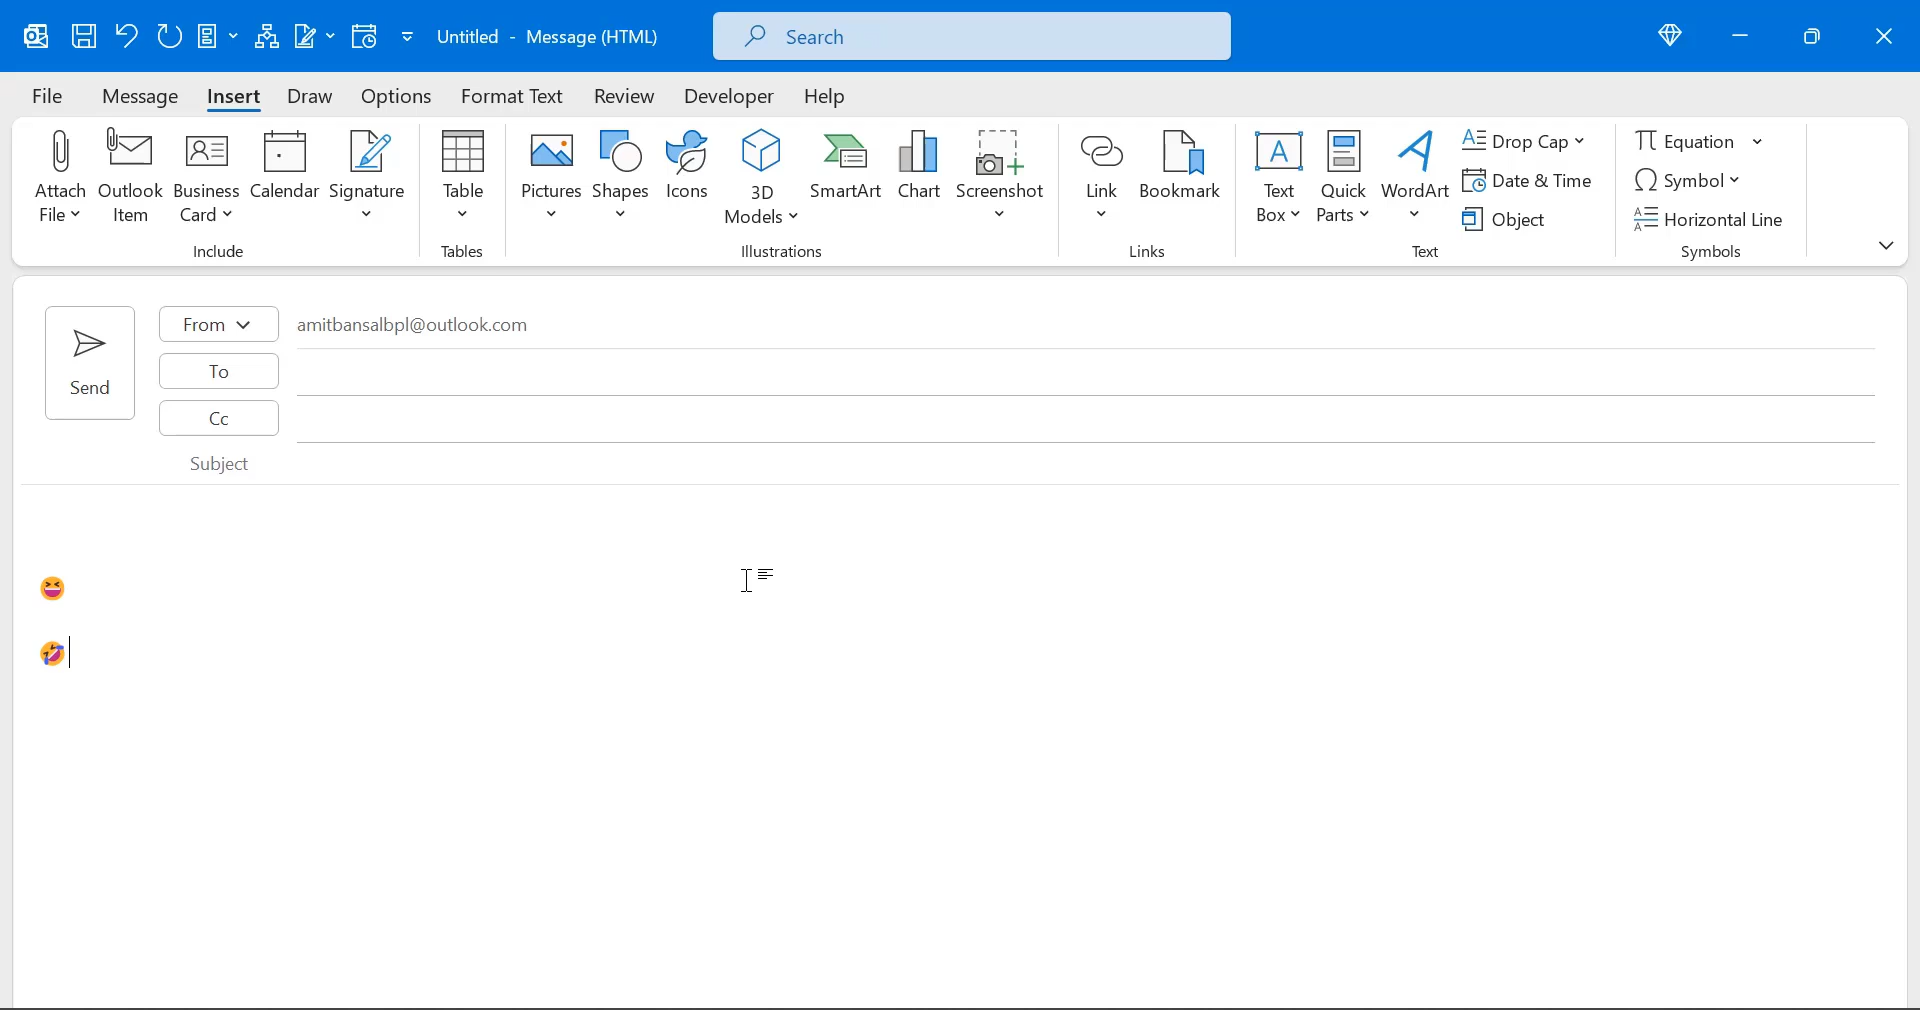 Untitled - Message (HTML)
Search
File Message Insert Draw Options Format Text Review Developer Help
Attach File
Outlook Item
Business Card
Calendar
Signature
Include
Table
Tables
Pictures
Shapes
Icons
3D Models
SmartArt
Chart
Screenshot
Illustrations
Link
Bookmark
Links
Text Box
Quick Parts
WordArt
Drop Cap
Date & Time
Object
Text
Equation
Symbol
Horizontal Line
Symbols
Send
From amitbansalbpl@outlook.com
To
Cc
Subject
😆
🤣